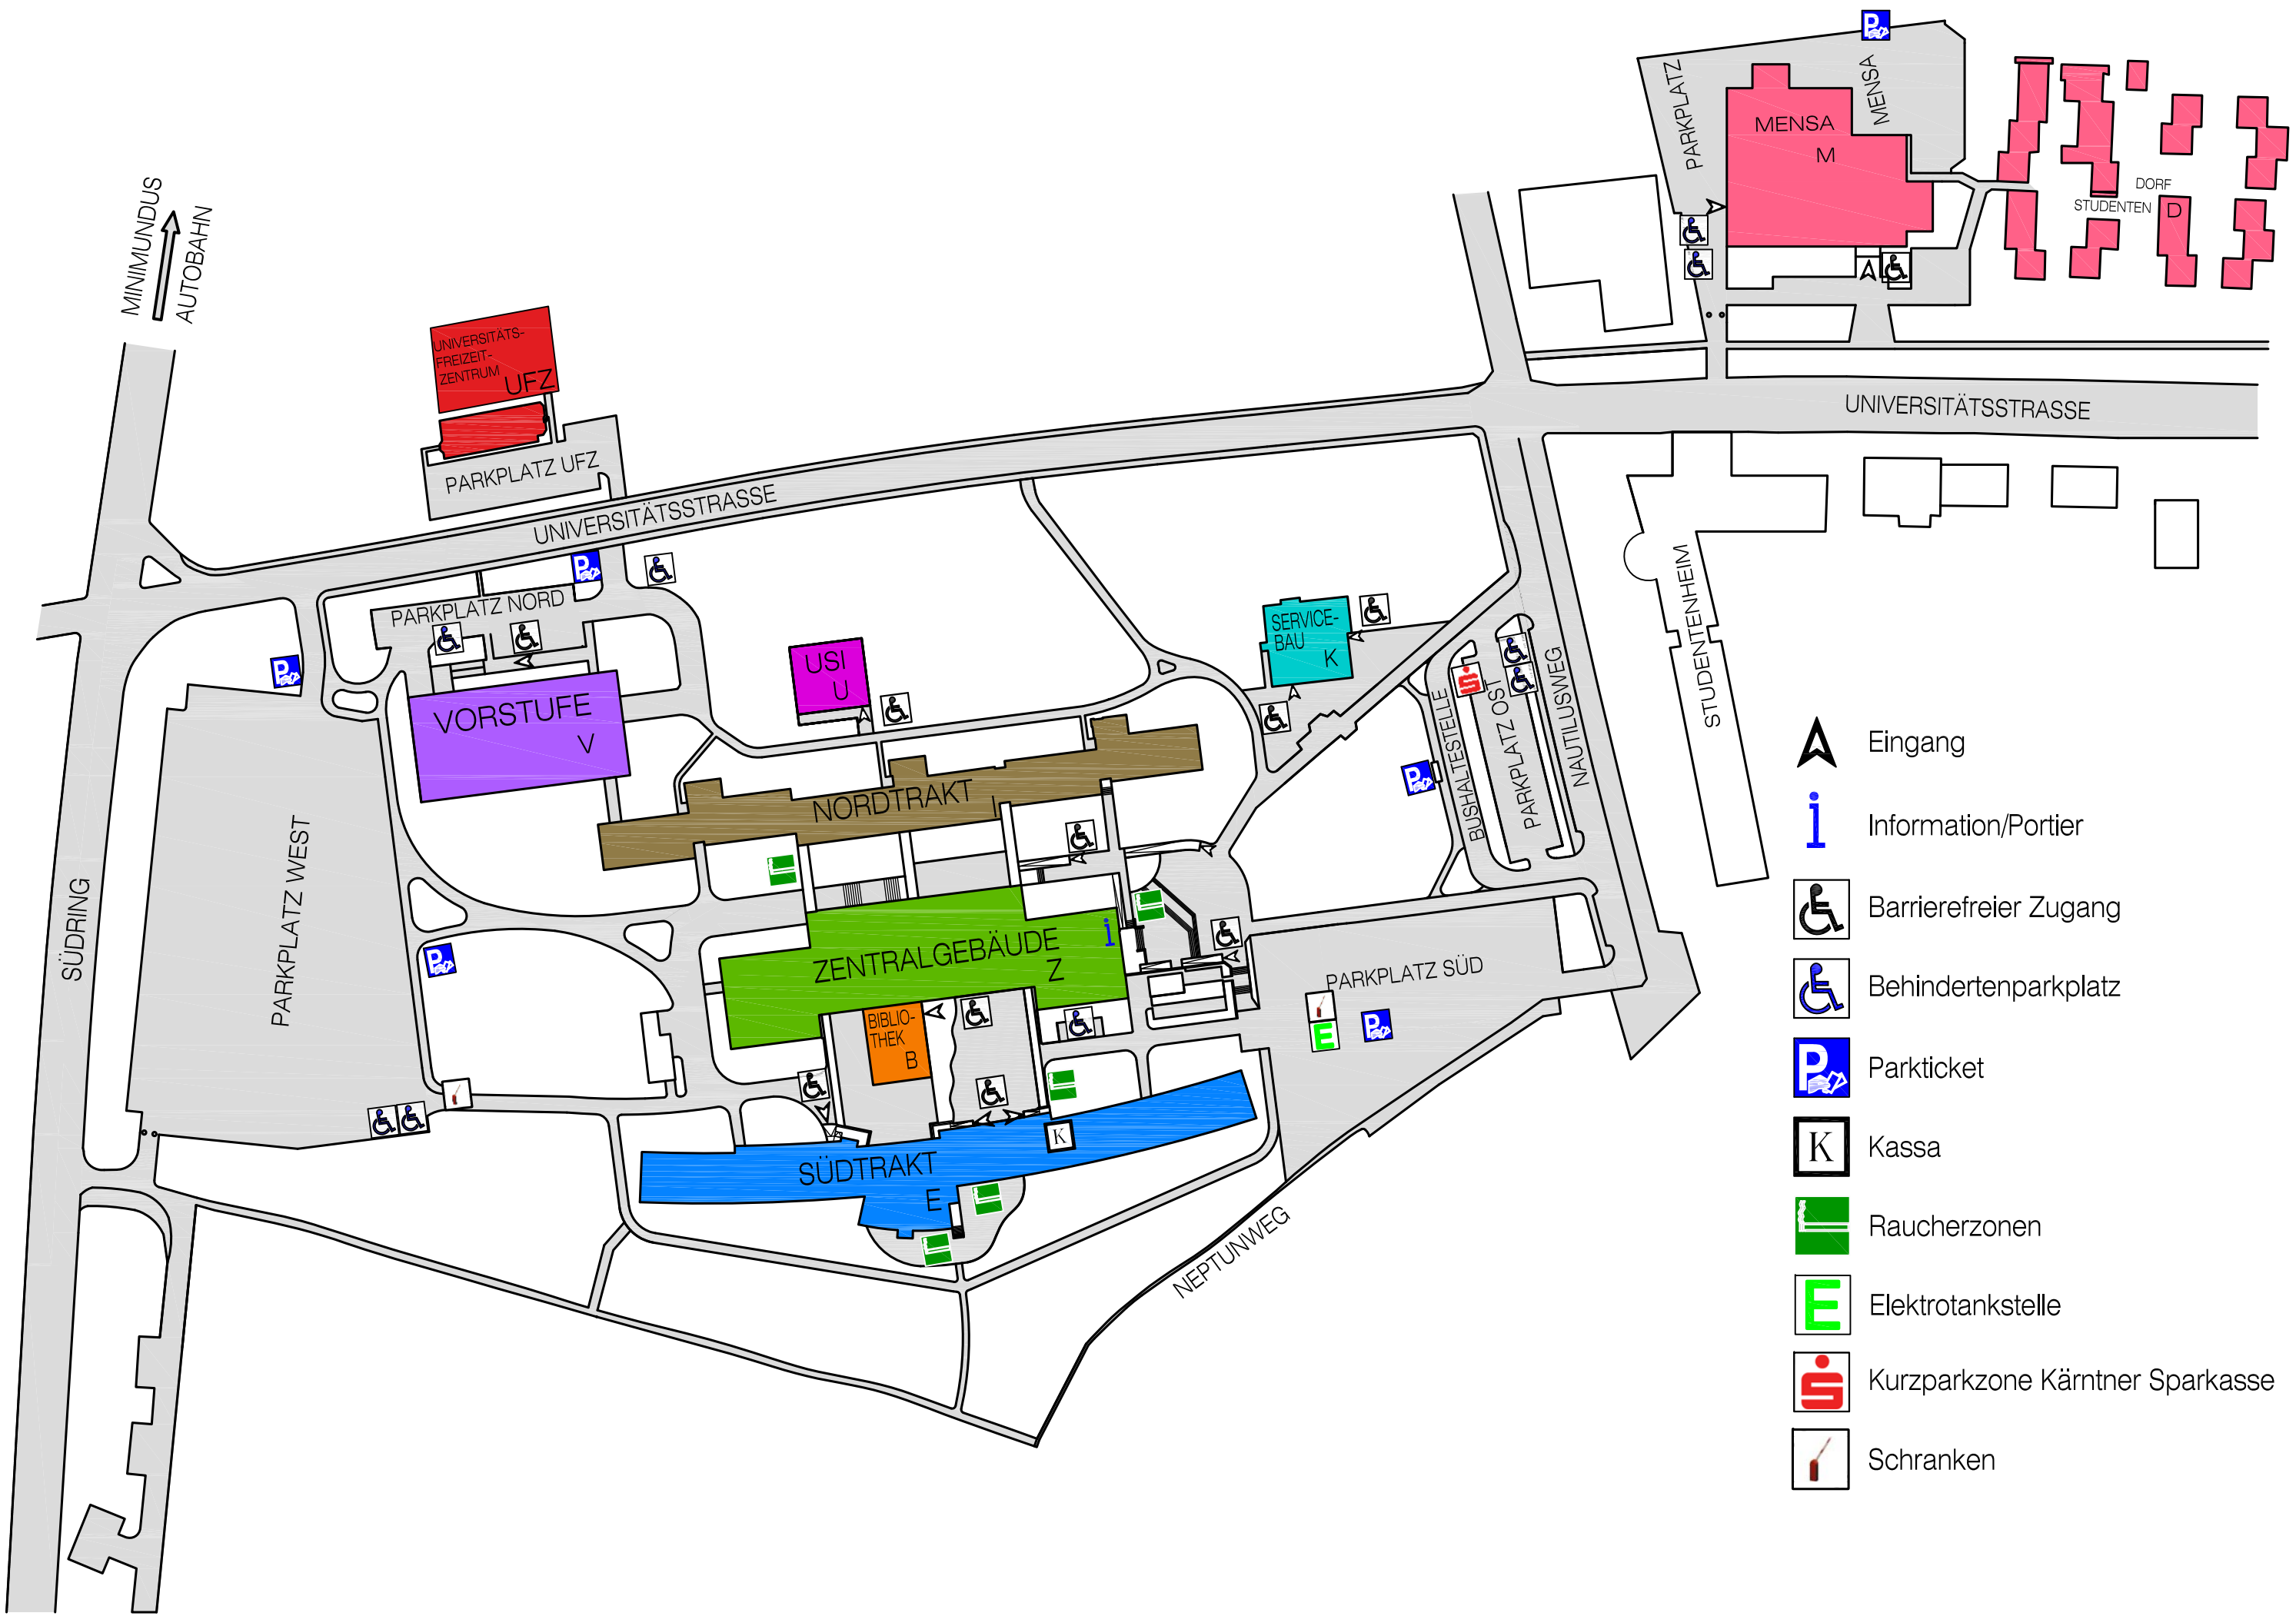 MINIMUNDUS
AUTOBAHN
PARKPLATZ
MENSA
MENSA
M
DORF
STUDENTEN
D
UNIVERSITÄTS-
FREIZEIT-
ZENTRUM
UFZ
PARKPLATZ UFZ
UNIVERSITÄTSSTRASSE
UNIVERSITÄTSSTRASSE
PARKPLATZ NORD
VORSTUFE
V
USI
U
SERVICE-
BAU
K
NORDTRAKT
I
BUSHALTESTELLE
PARKPLATZ OST
NAUTILUSWEG
STUDENTENHEIM
SÜDRING
PARKPLATZ WEST
ZENTRALGEBÄUDE
Z
i
BIBLIO-
THEK
B
PARKPLATZ SÜD
E
K
SÜDTRAKT
E
NEPTUNWEG
Eingang
i Information/Portier
Barrierefreier Zugang
Behindertenparkplatz
P Parkticket
K Kassa
Raucherzonen
E Elektrotankstelle
Kurzparkzone Kärntner Sparkasse
Schranken
P
P
P
P
P
P